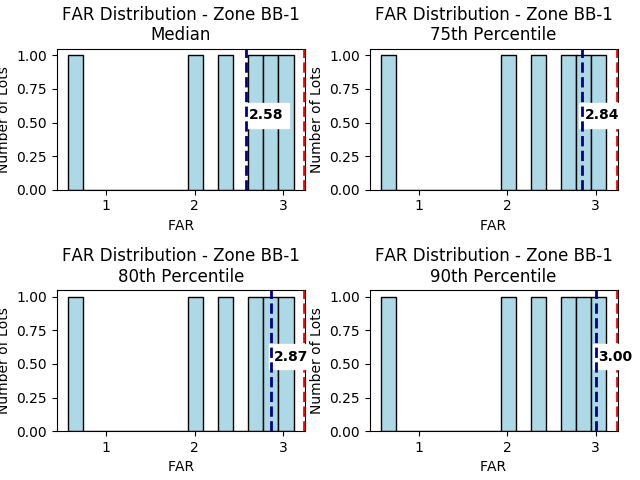 FAR Distribution - Zone BB-1
Median
1.00
0.75
0.50
0.25
0.00
Number of Lots
2.58
1 2 3
FAR
FAR Distribution - Zone BB-1
75th Percentile
1.00
0.75
0.50
0.25
0.00
Number of Lots
2.84
1 2 3
FAR
FAR Distribution - Zone BB-1
80th Percentile
1.00
0.75
0.50
0.25
0.00
Number of Lots
2.87
1 2 3
FAR
FAR Distribution - Zone BB-1
90th Percentile
1.00
0.75
0.50
0.25
0.00
Number of Lots
3.00
1 2 3
FAR